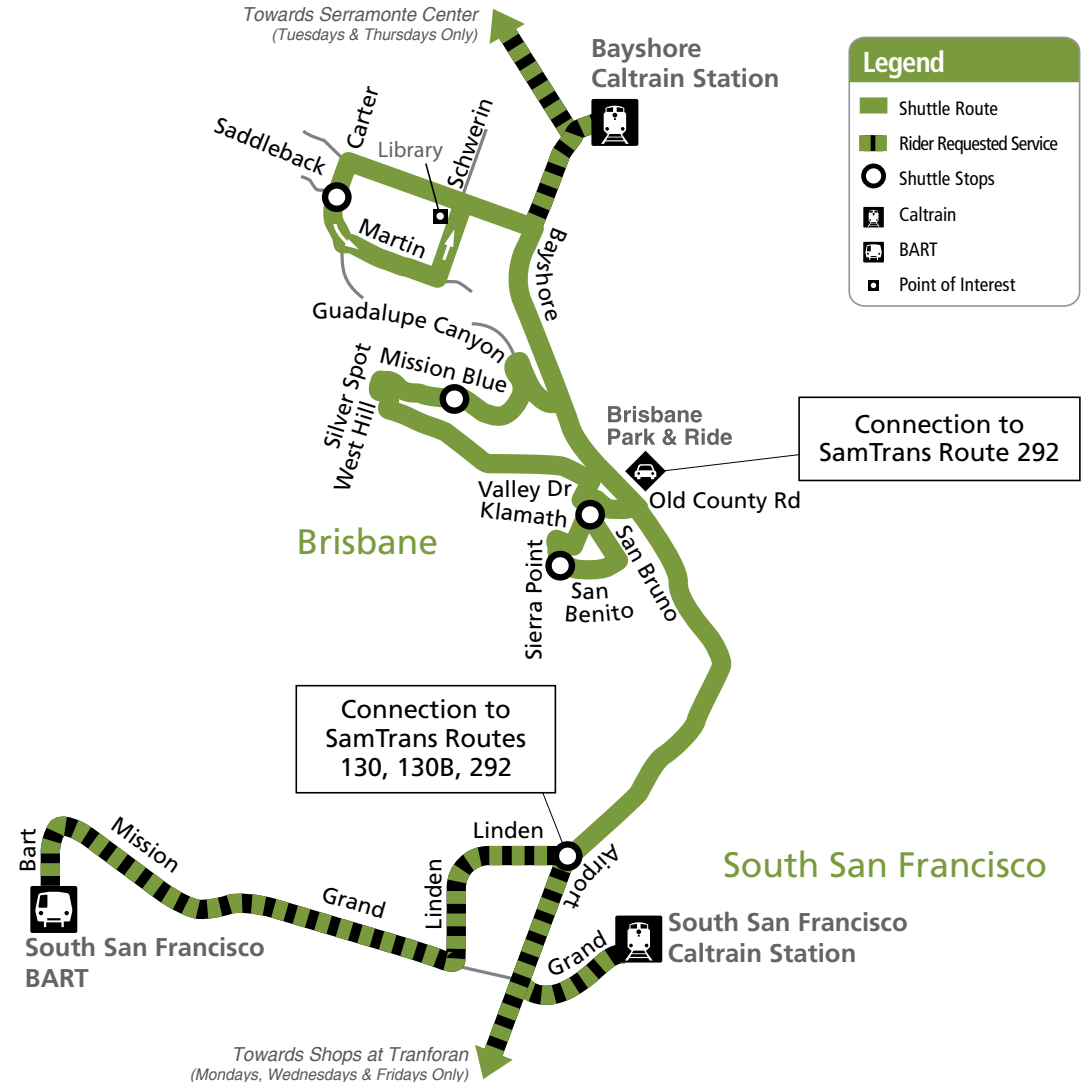 Towards Serramonte Center
(Tuesdays & Thursdays Only)
Bayshore
Caltrain Station
Legend
Shuttle Route
Rider Requested Service
Shuttle Stops
Caltrain
BART
Point of Interest
Saddleback
Carter
Library
Schwerin
Martin
Bayshore
Guadalupe Canyon
Mission Blue
Silver Spot
West Hill
Brisbane
Park & Ride
Connection to
SamTrans Route 292
Valley Dr
Klamath
Old County Rd
Brisbane
San Bruno
Sierra Point
San
Benito
Connection to
SamTrans Routes
130, 130B, 292
Bart
Mission
Linden
Airport
South San Francisco
Grand
Linden
Grand
South San Francisco
Caltrain Station
South San Francisco
BART
Towards Shops at Tranforan
(Mondays, Wednesdays & Fridays Only)